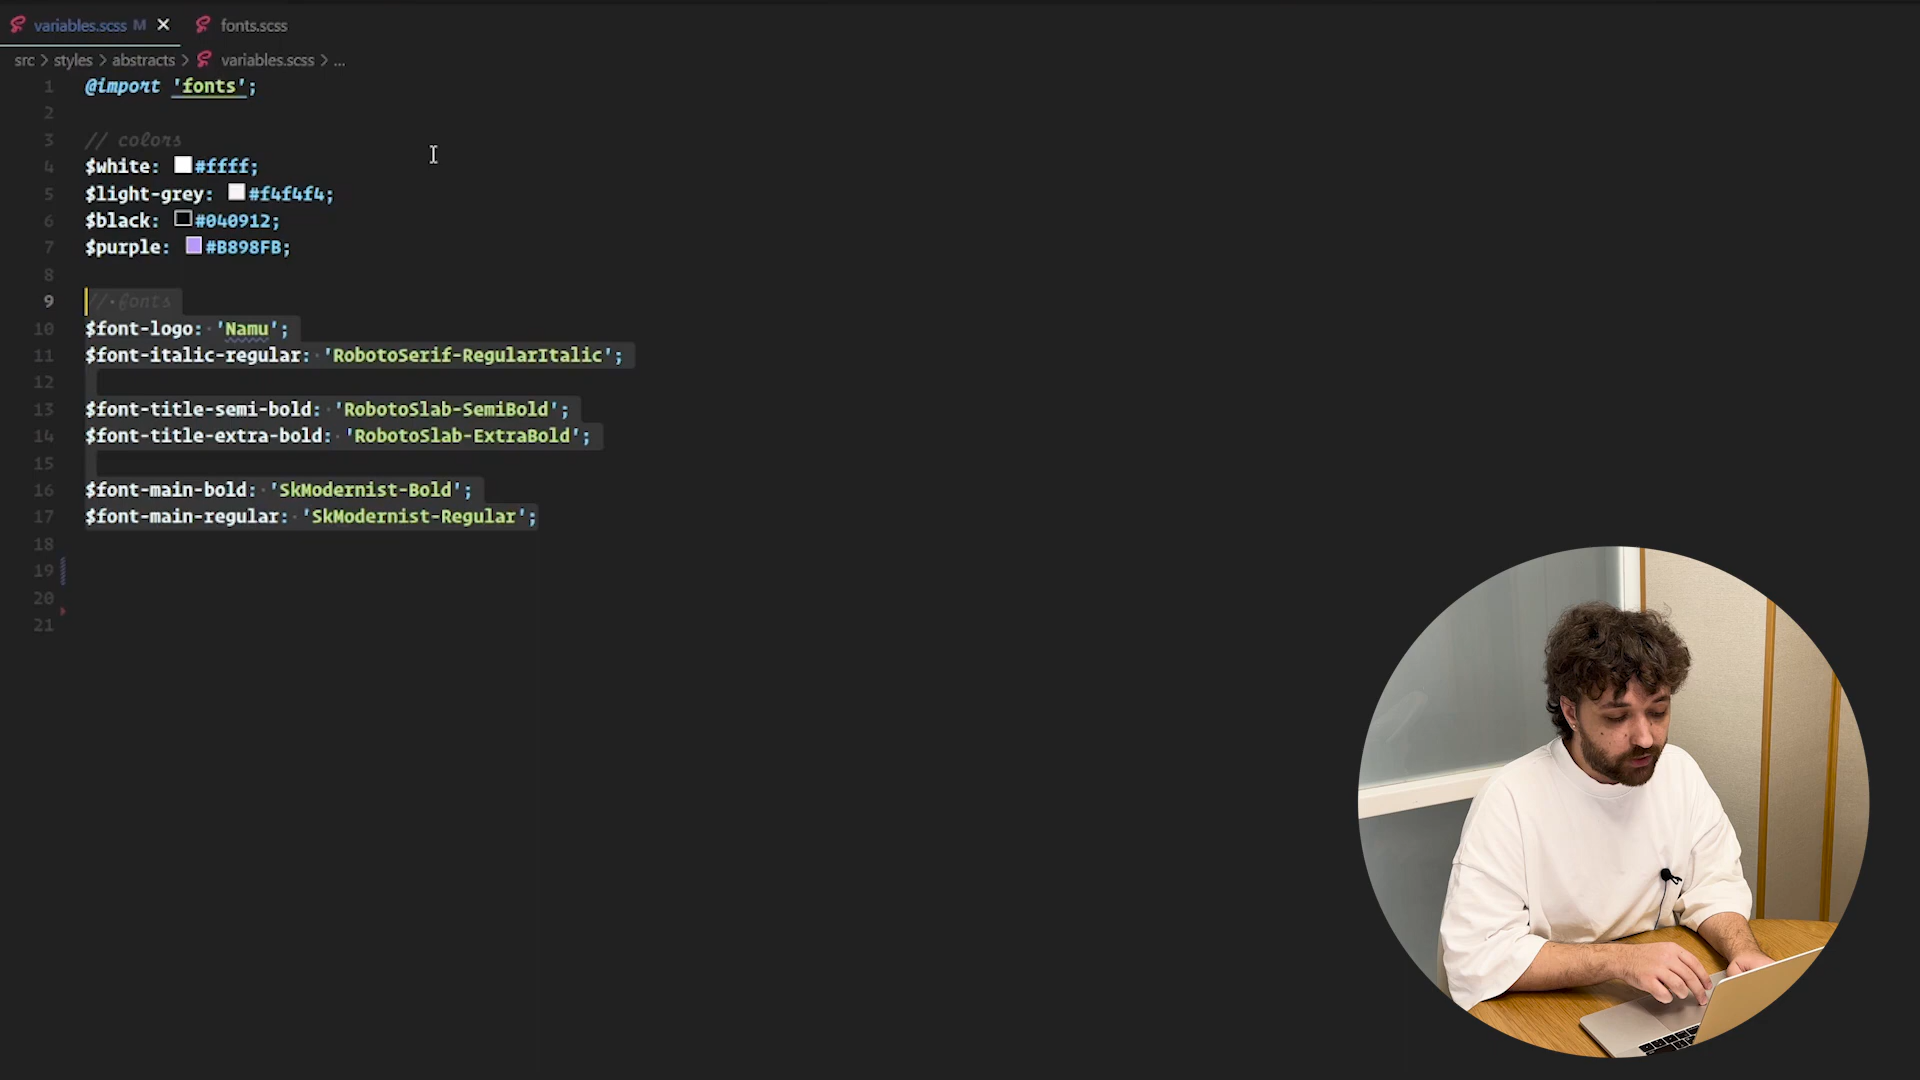 variables.scss M
fonts.scss
src > styles > abstracts > variables.scss > ...
1 @import 'fonts';
2
3 // colors
4 $white: #ffff;
5 $light-grey: #f4f4f4;
6 $black: #040912;
7 $purple: #B898FB;
8
9 // fonts
10 $font-logo: 'Namu';
11 $font-italic-regular: 'RobotoSerif-RegularItalic';
12
13 $font-title-semi-bold: 'RobotoSlab-SemiBold';
14 $font-title-extra-bold: 'RobotoSlab-ExtraBold';
15
16 $font-main-bold: 'SkModernist-Bold';
17 $font-main-regular: 'SkModernist-Regular';
18
19
20
21